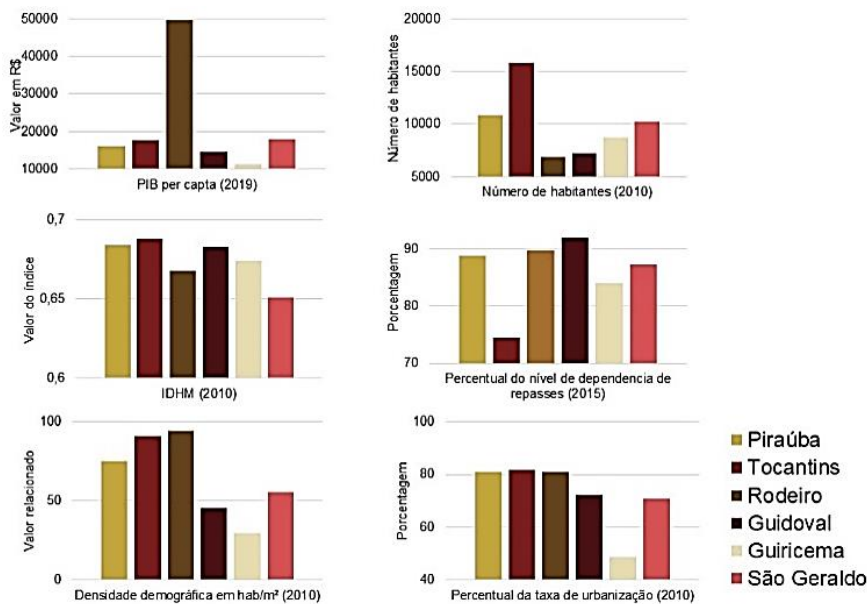 50000
40000
30000
20000
10000
Valor em R$
PIB per capta (2019)
20000
15000
10000
5000
Número de habitantes
Número de habitantes (2010)
0,7
0,65
0,6
Valor do índice
IDHM (2010)
90
80
70
Porcentagem
Percentual do nível de dependencia de
repasses (2015)
100
50
0
Valor relacionado
Densidade demográfica em hab/m² (2010)
100
80
60
40
Porcentagem
Percentual da taxa de urbanização (2010)
Piraúba
Tocantins
Rodeiro
Guidoval
Guiricema
São Geraldo